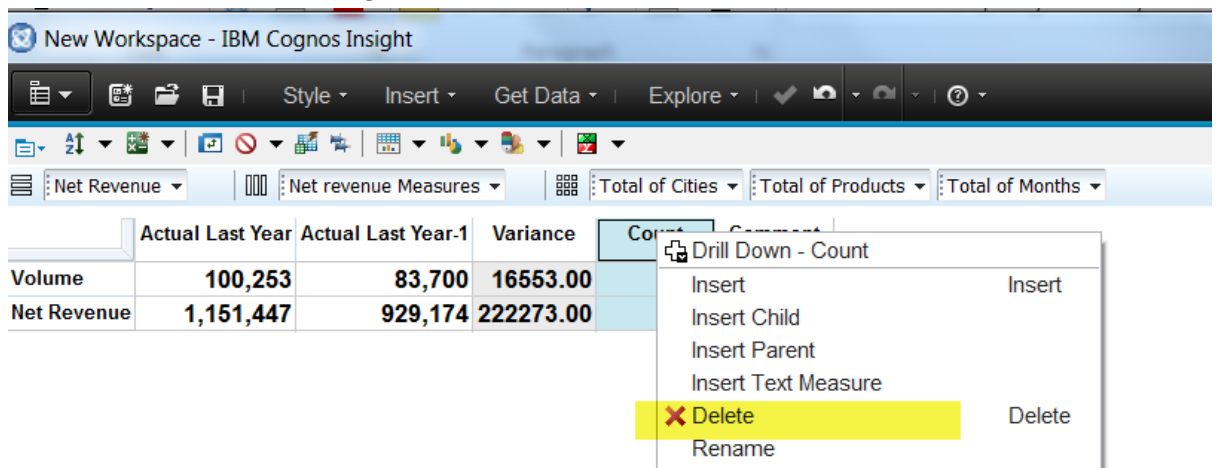 New Workspace - IBM Cognos Insight
Style Insert Get Data Explore
Net Revenue Net revenue Measures Total of Cities Total of Products Total of Months
Actual Last Year Actual Last Year-1 Variance Count Comment
Volume 100,253 83,700 16553.00
Net Revenue 1,151,447 929,174 222273.00
Drill Down - Count
Insert Insert
Insert Child
Insert Parent
Insert Text Measure
Delete Delete
Rename